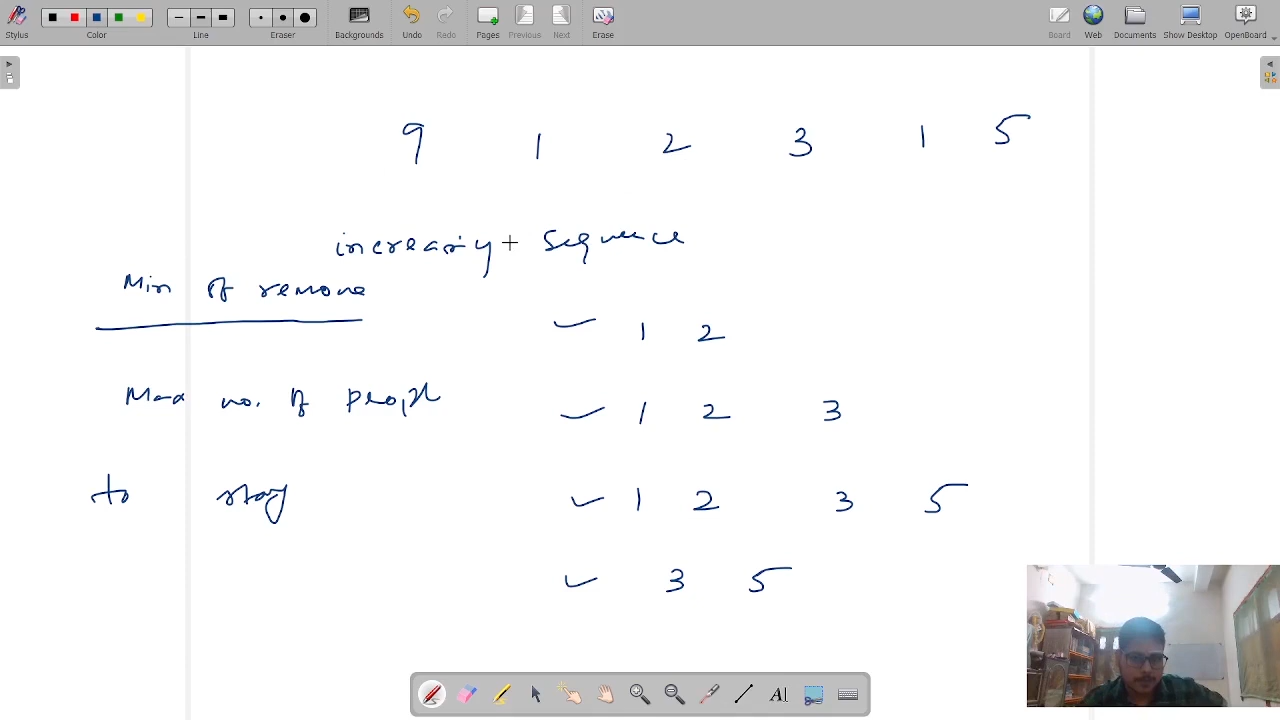 Stylus Color Line Eraser Backgrounds Undo Redo Pages Previous Next Erase Board Web Documents Show Desktop OpenBoard
9 1 2 3 1 5
increasing sequence
Min of remove
1 2
Max no. of people
1 2 3
to stay
1 2 3 5
3 5